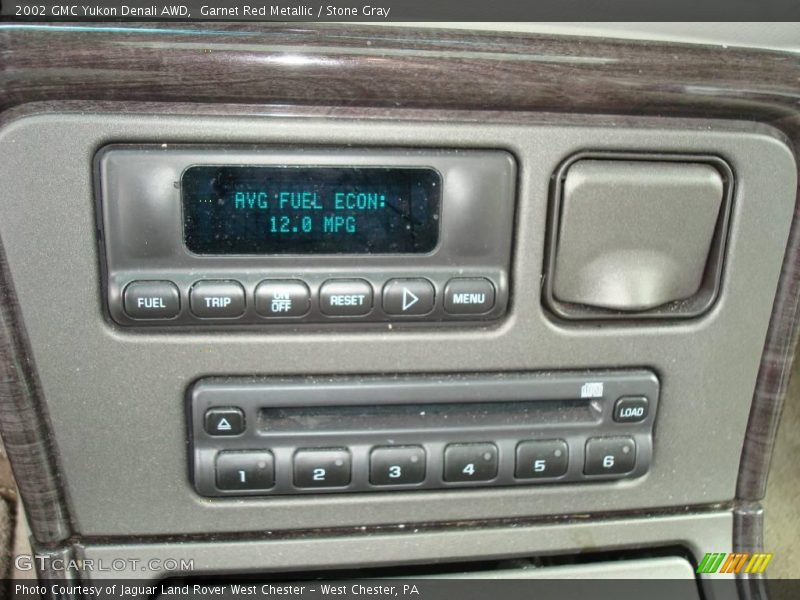 2002 GMC Yukon Denali AWD,  Garnet Red Metallic / Stone Gray
AVG FUEL ECON:
12.0 MPG
FUEL TRIP ON OFF RESET MENU
LOAD
1 2 3 4 5 6
GTCARLOT.COM
Photo Courtesy of Jaguar Land Rover West Chester - West Chester, PA